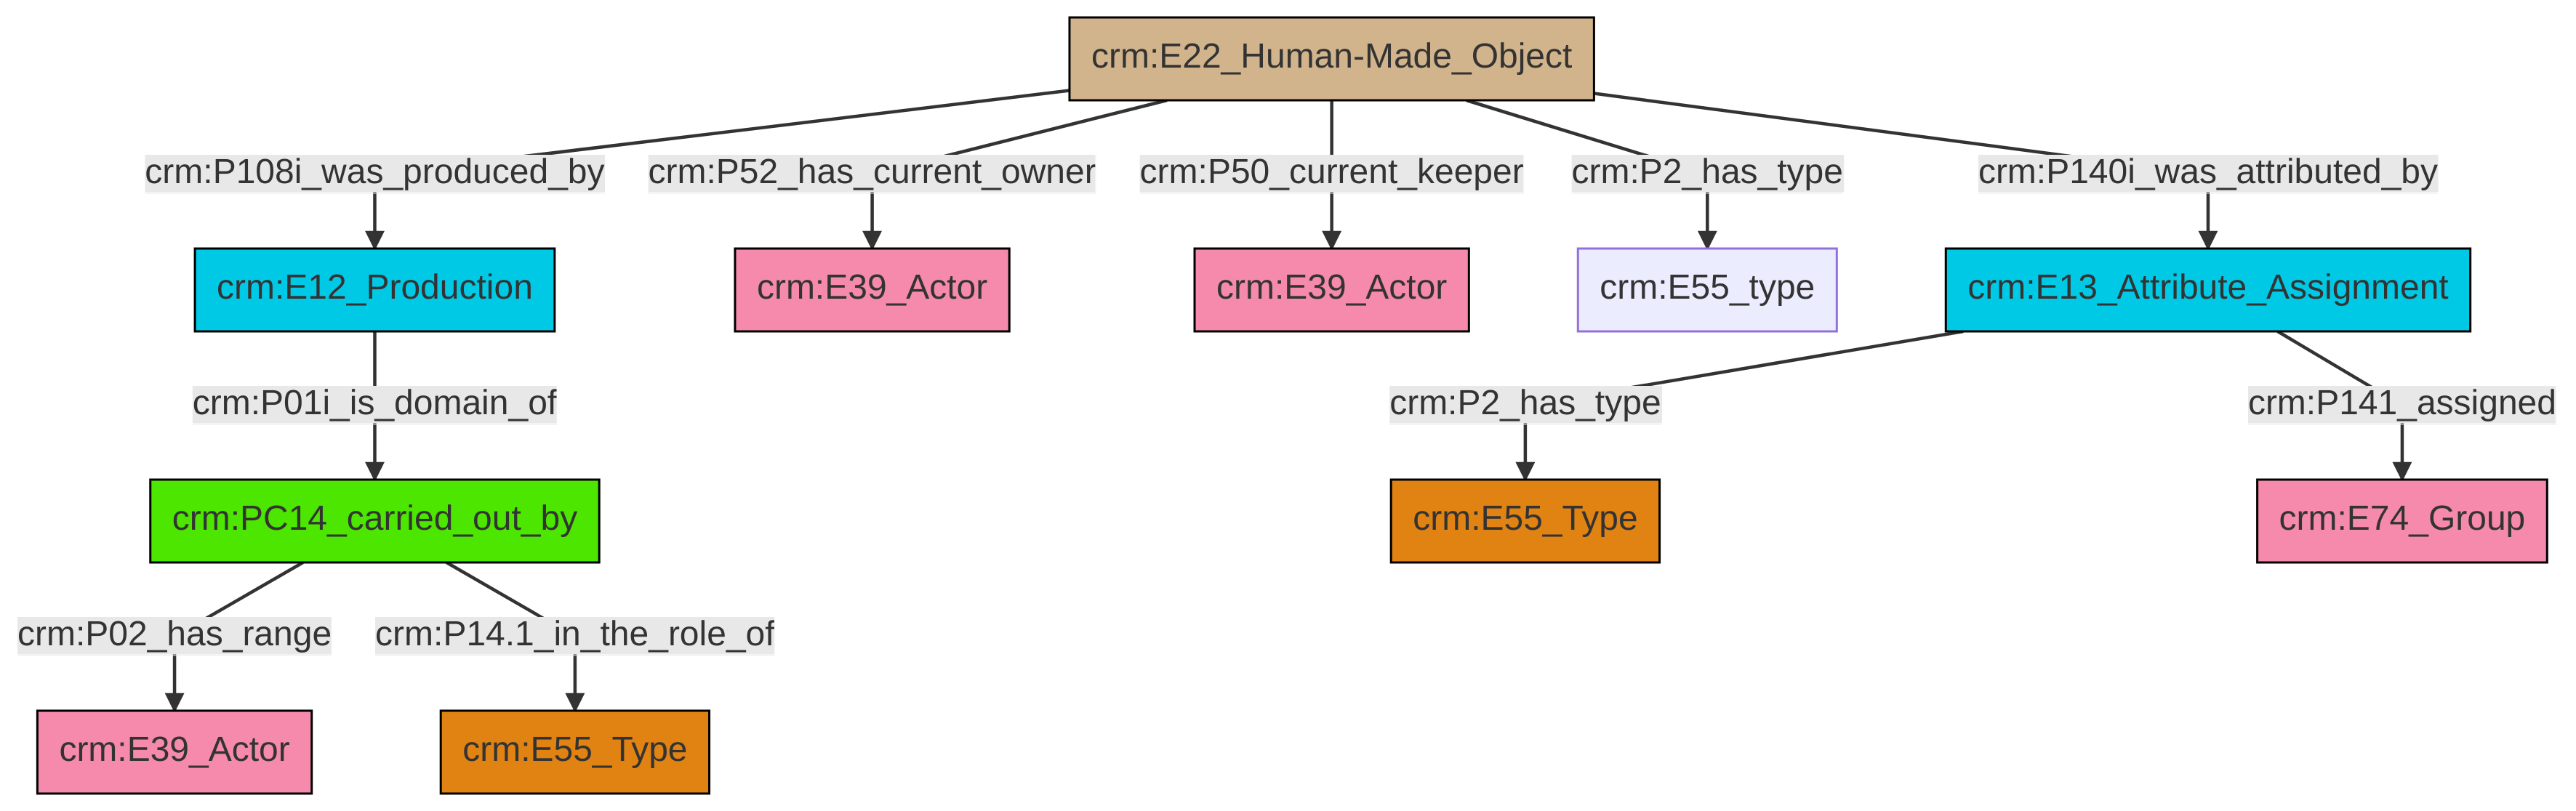 crm:E22_Human-Made_Object
crm:P108i_was_produced_by
crm:P52_has_current_owner
crm:P50_current_keeper
crm:P2_has_type
crm:P140i_was_attributed_by
crm:E12_Production
crm:E39_Actor
crm:E39_Actor
crm:E55_type
crm:E13_Attribute_Assignment
crm:P01i_is_domain_of
crm:P2_has_type
crm:P141_assigned
crm:PC14_carried_out_by
crm:E55_Type
crm:E74_Group
crm:P02_has_range
crm:P14.1_in_the_role_of
crm:E39_Actor
crm:E55_Type